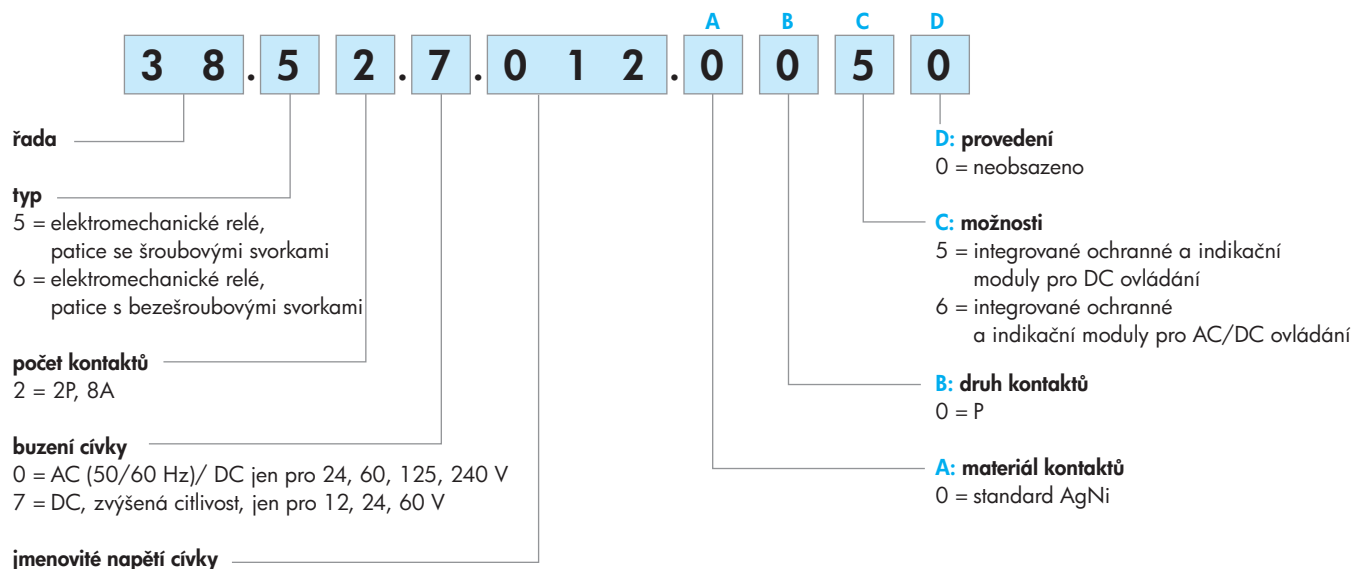 A B C D
3 8 . 5 2 . 7 . 0 1 2 . 0 0 5 0
řada
typ
5 = elektromechanické relé,
patice se šroubovými svorkami
6 = elektromechanické relé,
patice s bezešroubovými svorkami
počet kontaktů
2 = 2P, 8A
buzení cívky
0 = AC (50/60 Hz)/ DC jen pro 24, 60, 125, 240 V
7 = DC, zvýšená citlivost, jen pro 12, 24, 60 V
jmenovité napětí cívky
D: provedení
0 = neobsazeno
C: možnosti
5 = integrované ochranné a indikační
moduly pro DC ovládání
6 = integrované ochranné
a indikační moduly pro AC/DC ovládání
B: druh kontaktů
0 = P
A: materiál kontaktů
0 = standard AgNi